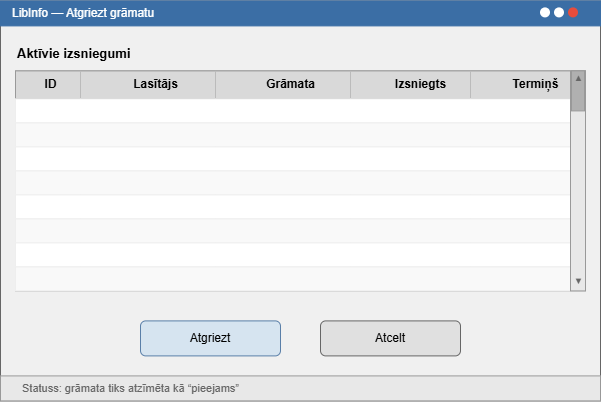 LibInfo — Atgriezt grāmatu
Aktīvie izsniegumi
ID Lasītājs Grāmata Izsniegts Termiņš
Atgriezt Atcelt
Statuss: grāmata tiks atzīmēta kā “pieejams”